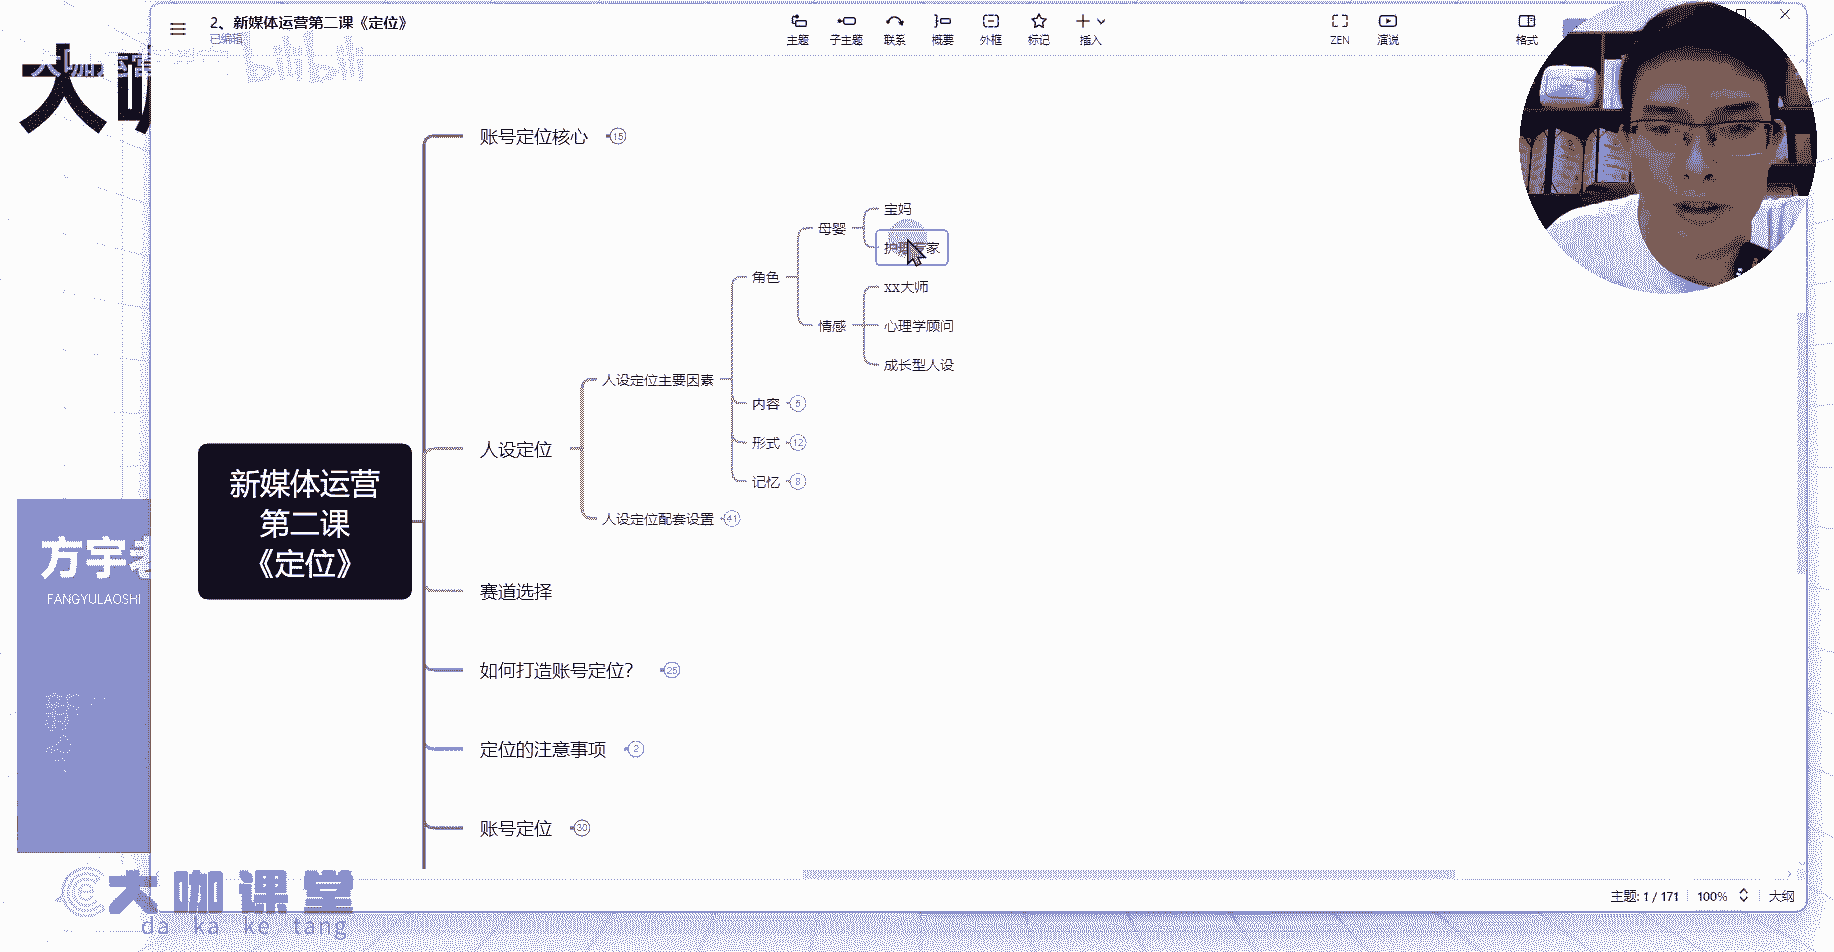 2、新媒体运营第二课《定位》
已编辑
主题
子主题
联系
概要
外框
标记
插入
ZEN
演说
格式
bilibili
大咖运营
大咖
账号定位核心 15
宝妈
母婴
护理专家
角色
xx大师
情感
心理学顾问
成长型人设
人设定位主要因素
内容 5
形式 12
记忆 8
人设定位
人设定位配套设置 41
新媒体运营
第二课
《定位》
赛道选择
如何打造账号定位？ 25
定位的注意事项 2
账号定位 30
方宇老
FANGYULAOSHI
大咖课堂
da ka ke tang
主题: 1 / 171
100%
大纲